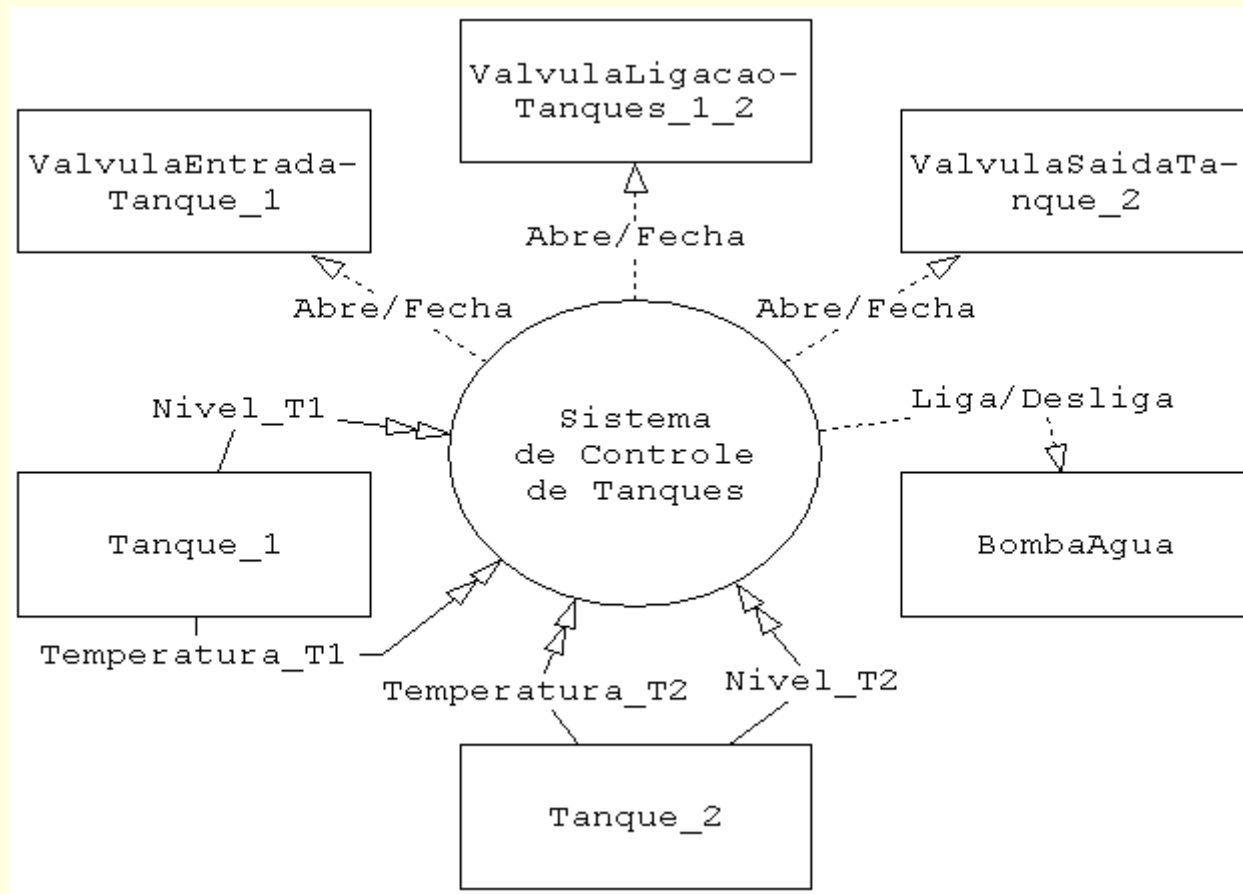 ValvulaLigacao-
Tanques_1_2
ValvulaEntrada-
Tanque_1
ValvulaSaidaTa-
nque_2
Abre/Fecha
Abre/Fecha
Abre/Fecha
Nivel_T1
Liga/Desliga
Sistema
de Controle
de Tanques
Tanque_1
BombaAgua
Temperatura_T1
Temperatura_T2
Nivel_T2
Tanque_2